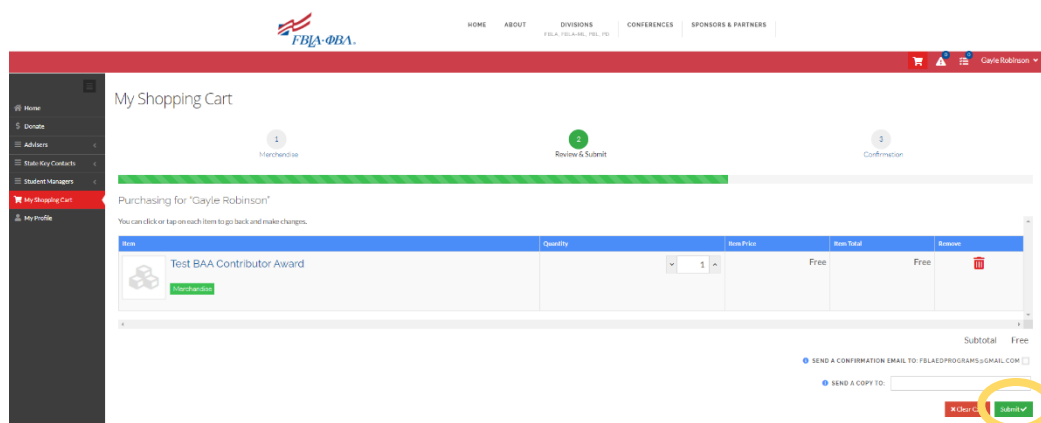 FBLA-ΦBΛ.
HOME ABOUT DIVISIONS CONFERENCES SPONSORS & PARTNERS
FBLA, FBLA-ML, PBL, PD
Gayle Robinson
Home
My Shopping Cart
$ Donate
Advisers
1 2 3
State Key Contacts
Merchandise Review & Submit Confirmation
Student Managers
My Shopping Cart
Purchasing for "Gayle Robinson"
My Profile
You can click or tap on each item to go back and make changes.
Item Quantity Item Price Item Total Remove
Test BAA Contributor Award 1 Free Free
Merchandise
Subtotal Free
SEND A CONFIRMATION EMAIL TO: FBLAEDPROGRAMS@GMAIL.COM
SEND A COPY TO:
Clear Submit